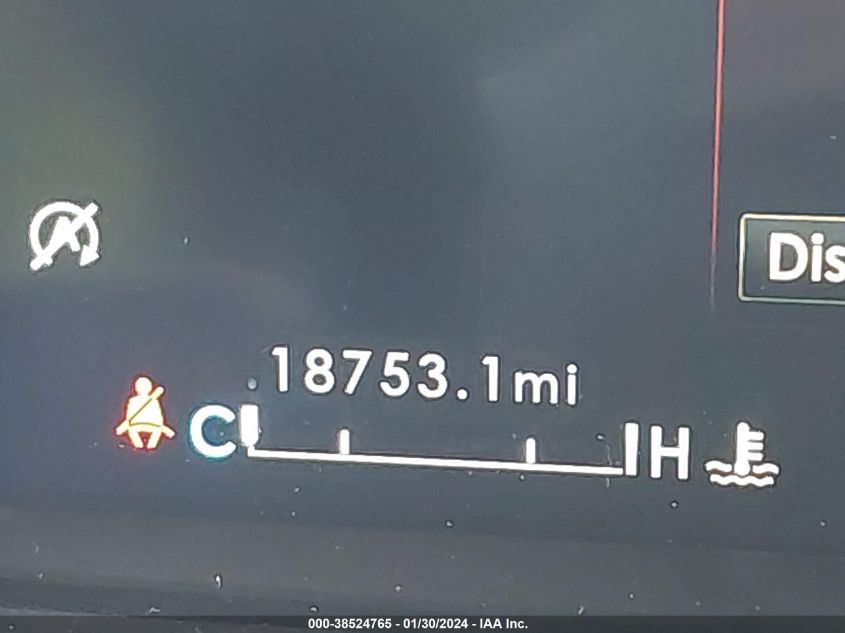 A
Dis
18753.1mi
C H
000-38524765 - 01/30/2024 - IAA Inc.